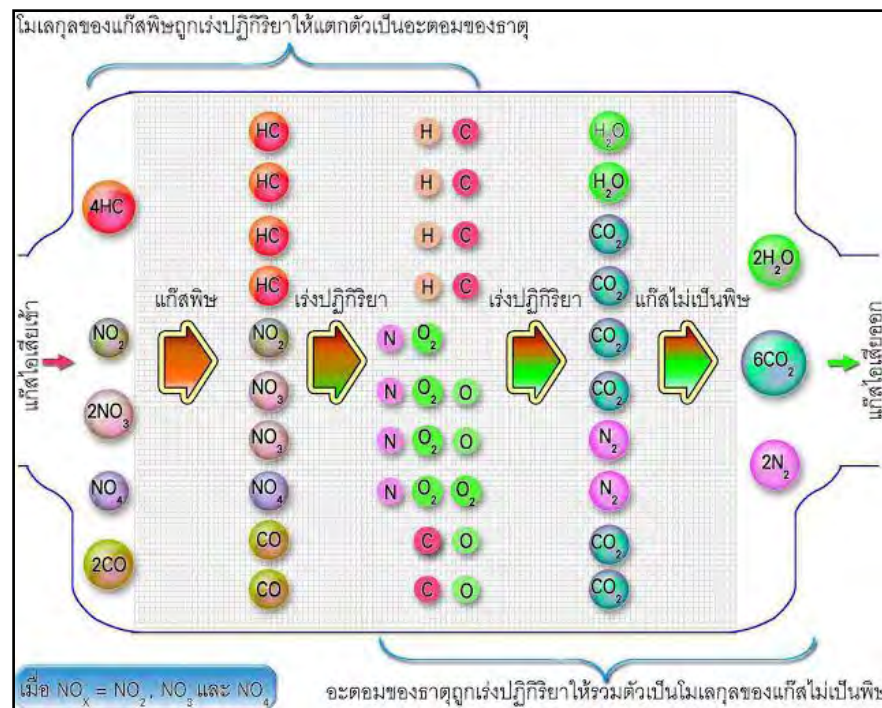 โมเลกุลของแก๊สพิษถูกเร่งปฏิกิริยาให้แตกตัวเป็นอะตอมของธาตุ
แก๊สไอเสียเข้า
4HC
NO₂
2NO₃
NO₄
2CO
แก๊สพิษ
HC
HC
HC
HC
NO₂
NO₃
NO₃
NO₄
CO
CO
เร่งปฏิกิริยา
H C
H C
H C
H C
N O₂
N O₂ O
N O₂ O
N O₂ O₂
C O
C O
เร่งปฏิกิริยา
H₂O
H₂O
CO₂
CO₂
CO₂
CO₂
N₂
N₂
CO₂
CO₂
แก๊สไม่เป็นพิษ
2H₂O
6CO₂
2N₂
แก๊สไอเสียออก
เมื่อ NOₓ = NO₂, NO₃ และ NO₄
อะตอมของธาตุถูกเร่งปฏิกิริยาให้รวมตัวเป็นโมเลกุลของแก๊สไม่เป็นพิษ